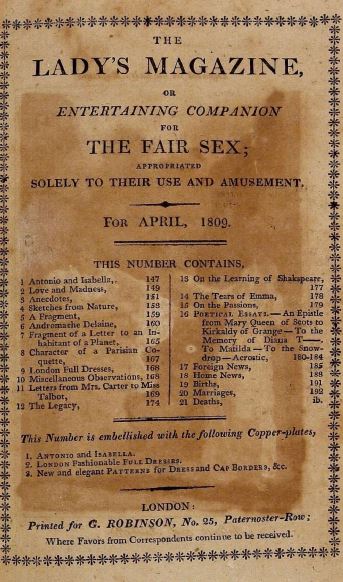 THE
LADY'S MAGAZINE,
OR
ENTERTAINING COMPANION
FOR
THE FAIR SEX;
APPROPRIATED
SOLELY TO THEIR USE AND AMUSEMENT.
FOR APRIL, 1809.
THIS NUMBER CONTAINS,
1 Antonio and Isabella, 147
2 Love and Madness, 149
3 Anecdotes, 151
4 Sketches from Nature, 153
5 A Fragment, 159
6 Andromache Delaine, 160
7 Fragment of a Letter to an In-
habitant of a Planet, 165
8 Character of a Parisian Co-
quette, 167
9 London Full Dresses, 168
10 Miscellaneous Observations, 168
11 Letters from Mrs. Carter to Miss
Talbot, 169
12 The Legacy, 174
13 On the Learning of Shakspeare,
177
14 The Tears of Emma, 178
15 On the Passions, 179
16 POETICAL ESSAYS.—An Epistle
from Mary Queen of Scots to
Kirkaldy of Grange—To the
Memory of Diana T——.
To Matilda—To the Snow-
drop—Acrostic, 180-184
17 Foreign News, 185
18 Home News, 188
19 Births, 191
20 Marriages, 192
21 Deaths, ib.
This Number is embellished with the following Copper-plates,
1. ANTONIO and ISABELLA.
2. LONDON Fashionable FULL DRESSES.
3. New and elegant PATTERNS for DRESS and CAP BORDERS, &c.
LONDON:
Printed for G. ROBINSON, No. 25, Paternoster-Row;
Where Favors from Correspondents continue to be received.